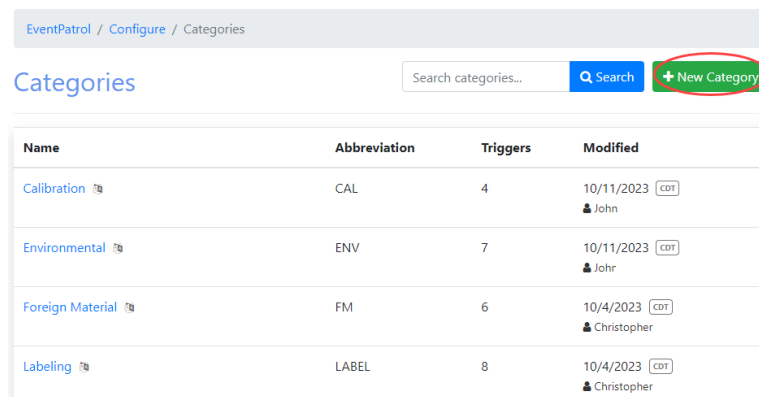 EventPatrol / Configure / Categories
Categories
Search categories...
Search
New Category
Name Abbreviation Triggers Modified
Calibration CAL 4 10/11/2023 CDT
John
Environmental ENV 7 10/11/2023 CDT
Johr
Foreign Material FM 6 10/4/2023 CDT
Christopher
Labeling LABEL 8 10/4/2023 CDT
Christopher